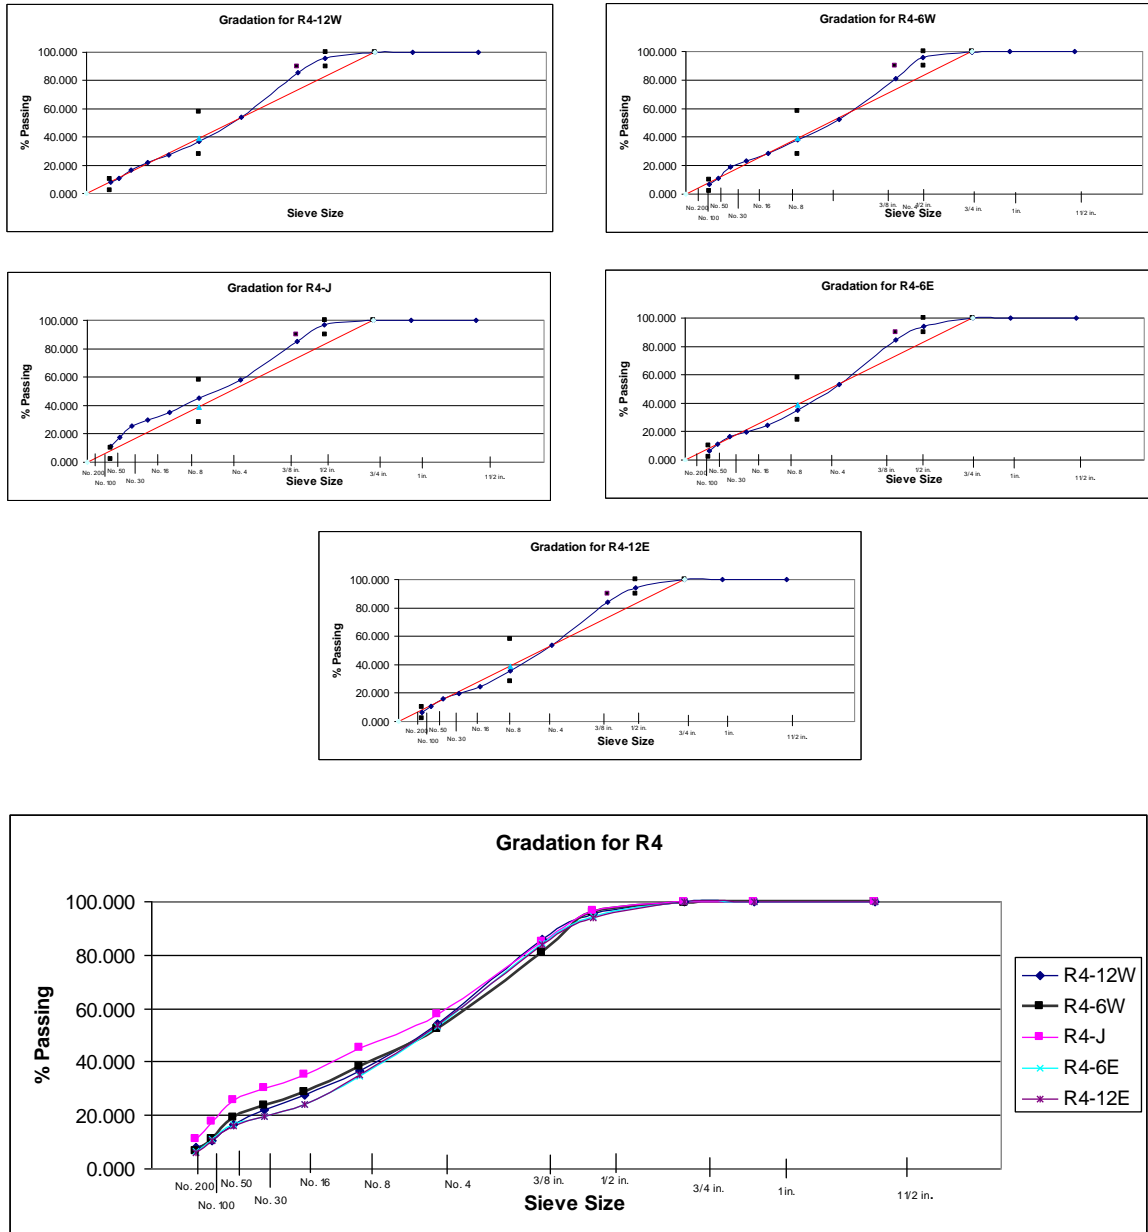 Gradation for R4-12W
100.000
80.000
60.000
40.000
20.000
0.000
% Passing
Sieve Size
Gradation for R4-6W
100.000
80.000
60.000
40.000
20.000
0.000
% Passing
No. 200 No. 50 No. 16 No. 8 3/8 in. 1/2 in. 3/4 in. 1in. 11/2 in.
No. 100 No. 30 No. 4
Sieve Size
Gradation for R4-J
100.000
80.000
60.000
40.000
20.000
0.000
% Passing
No. 200 No. 50 No. 16 No. 8 No. 4 3/8 in. 1/2 in. 3/4 in. 1in. 11/2 in.
No. 100 No. 30
Sieve Size
Gradation for R4-6E
100.000
80.000
60.000
40.000
20.000
0.000
% Passing
No. 200 No. 50 No. 16 No. 8 No. 4 3/8 in. 1/2 in. 3/4 in. 1in. 11/2 in.
No. 100 No. 30
Sieve Size
Gradation for R4-12E
100.000
80.000
60.000
40.000
20.000
0.000
% Passing
No. 200 No. 50 No. 16 No. 8 No. 4 3/8 in. 1/2 in. 3/4 in. 1in. 11/2 in.
No. 100 No. 30
Sieve Size
Gradation for R4
100.000
80.000
60.000
40.000
20.000
0.000
% Passing
No. 200 No. 50 No. 16 No. 8 No. 4 3/8 in. 1/2 in. 3/4 in. 1in. 11/2 in.
No. 100 No. 30
Sieve Size
R4-12W
R4-6W
R4-J
R4-6E
R4-12E